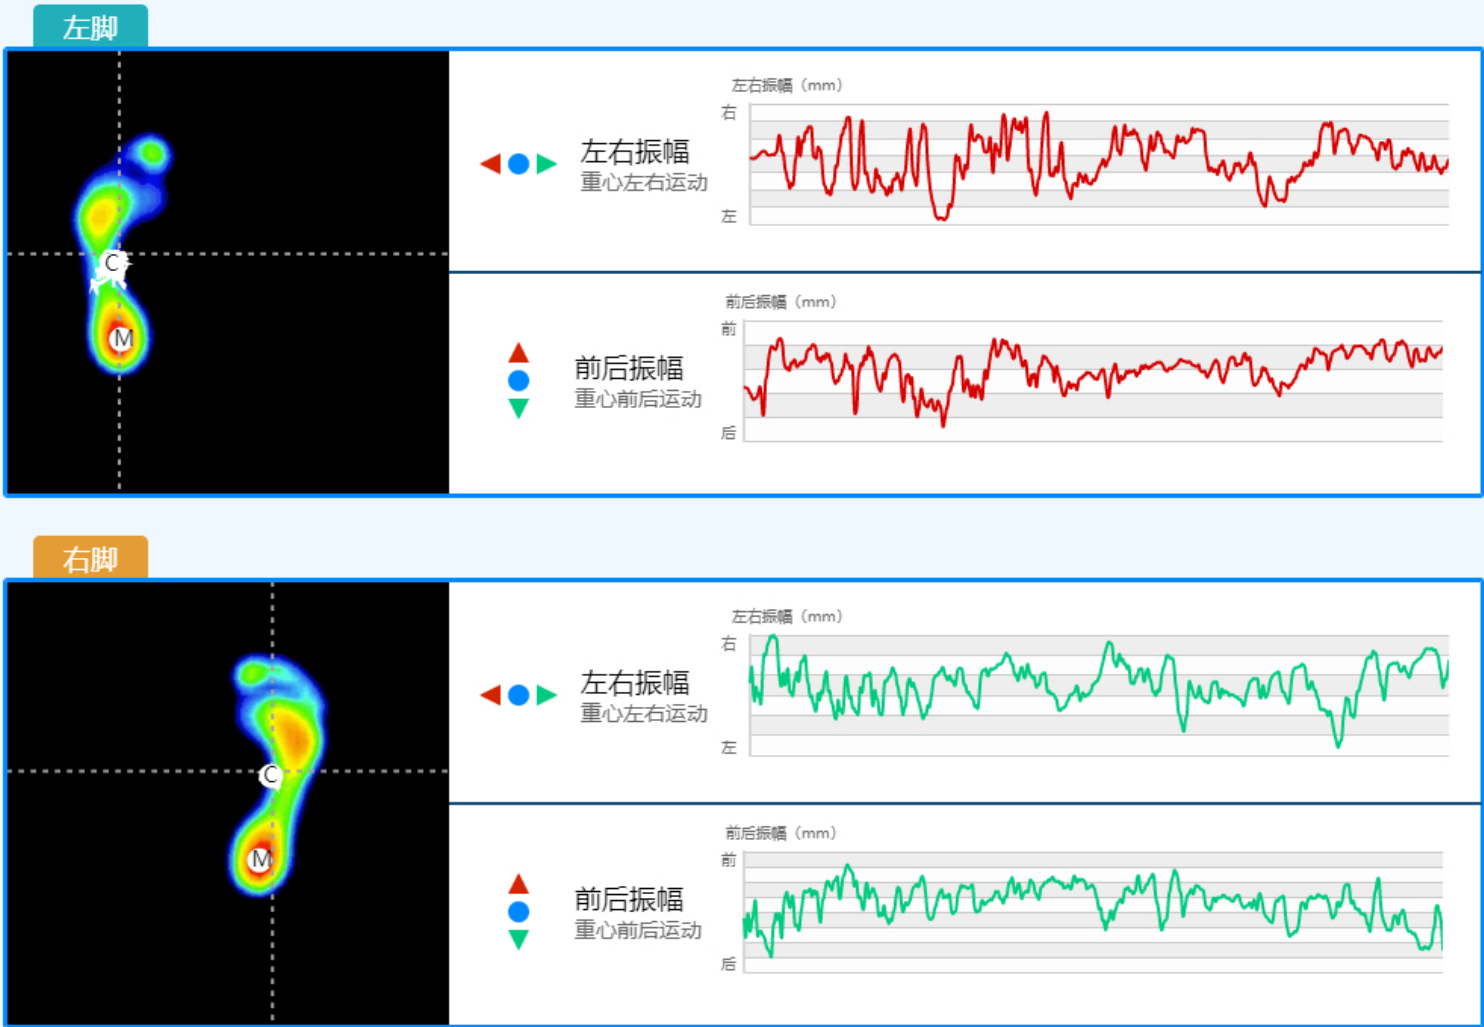 左脚
左右振幅（mm）
右
左右振幅
重心左右运动
左
C
M
前后振幅（mm）
前
前后振幅
重心前后运动
后
右脚
左右振幅（mm）
右
左右振幅
重心左右运动
左
C
M
前后振幅（mm）
前
前后振幅
重心前后运动
后